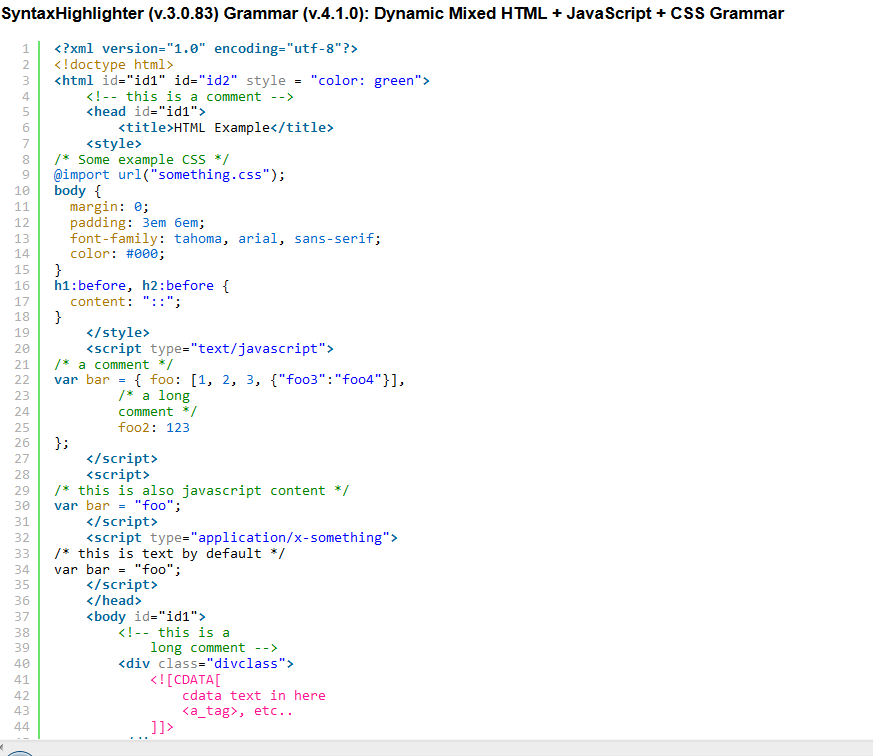 SyntaxHighlighter (v.3.0.83) Grammar (v.4.1.0): Dynamic Mixed HTML + JavaScript + CSS Grammar
1 <?xml version="1.0" encoding="utf-8"?>
2 <!doctype html>
3 <html id="id1" id="id2" style = "color: green">
4     <!-- this is a comment -->
5     <head id="id1">
6         <title>HTML Example</title>
7     <style>
8 /* Some example CSS */
9 @import url("something.css");
10 body {
11   margin: 0;
12   padding: 3em 6em;
13   font-family: tahoma, arial, sans-serif;
14   color: #000;
15 }
16 h1:before, h2:before {
17   content: "::";
18 }
19     </style>
20     <script type="text/javascript">
21 /* a comment */
22 var bar = { foo: [1, 2, 3, {"foo3":"foo4"}],
23         /* a long
24         comment */
25         foo2: 123
26 };
27     </script>
28     <script>
29 /* this is also javascript content */
30 var bar = "foo";
31     </script>
32     <script type="application/x-something">
33 /* this is text by default */
34 var bar = "foo";
35     </script>
36     </head>
37     <body id="id1">
38         <!-- this is a
39             long comment -->
40         <div class="divclass">
41             <![CDATA[
42                 cdata text in here
43                 <a_tag>, etc..
44             ]]>